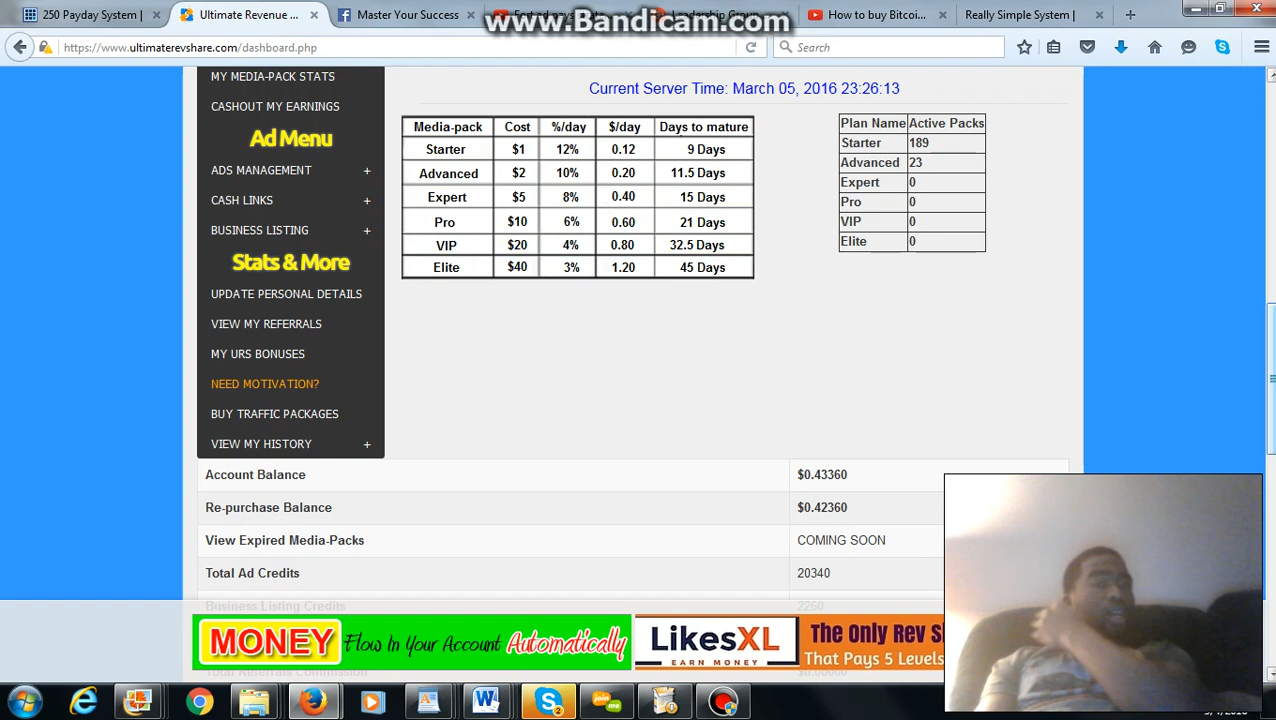 www.Bandicam.com
250 Payday System |
Ultimate Revenue ...
Master Your Success
How to buy Bitcoi...
Really Simple System |
https://www.ultimaterevshare.com/dashboard.php
Search
MY MEDIA-PACK STATS
CASHOUT MY EARNINGS
Ad Menu
ADS MANAGEMENT +
CASH LINKS +
BUSINESS LISTING +
Stats & More
UPDATE PERSONAL DETAILS
VIEW MY REFERRALS
MY URS BONUSES
NEED MOTIVATION?
BUY TRAFFIC PACKAGES
VIEW MY HISTORY +
Current Server Time: March 05, 2016 23:26:13
Media-pack Cost %/day $/day Days to mature
Starter $1 12% 0.12 9 Days
Advanced $2 10% 0.20 11.5 Days
Expert $5 8% 0.40 15 Days
Pro $10 6% 0.60 21 Days
VIP $20 4% 0.80 32.5 Days
Elite $40 3% 1.20 45 Days
Plan Name Active Packs
Starter 189
Advanced 23
Expert 0
Pro 0
VIP 0
Elite 0
Account Balance $0.43360
Re-purchase Balance $0.42360
View Expired Media-Packs COMING SOON
Total Ad Credits 20340
Business Listing Credits 2260
MONEY Flow In Your Account Automatically
LikesXL
EARN MONEY
The Only Rev
That Pays 5 Levels